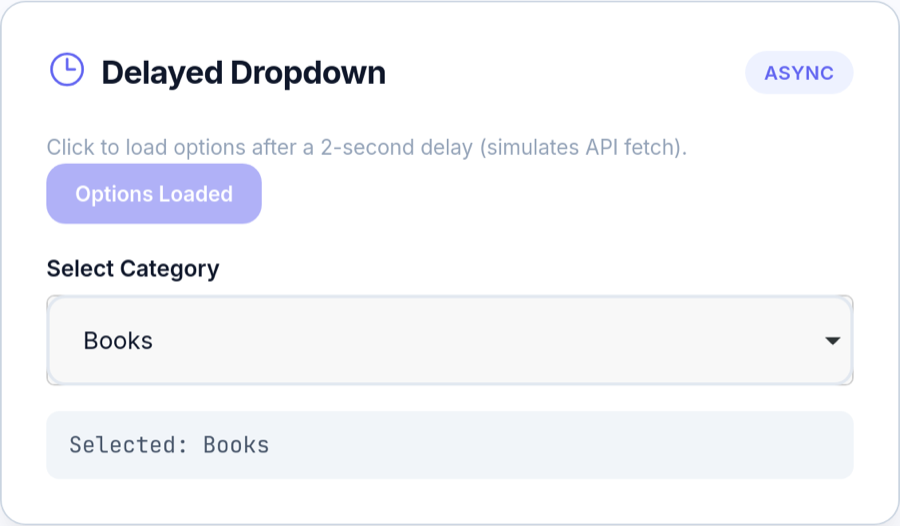 Delayed Dropdown
ASYNC
Click to load options after a 2-second delay (simulates API fetch).
Options Loaded
Select Category
Books
Selected: Books